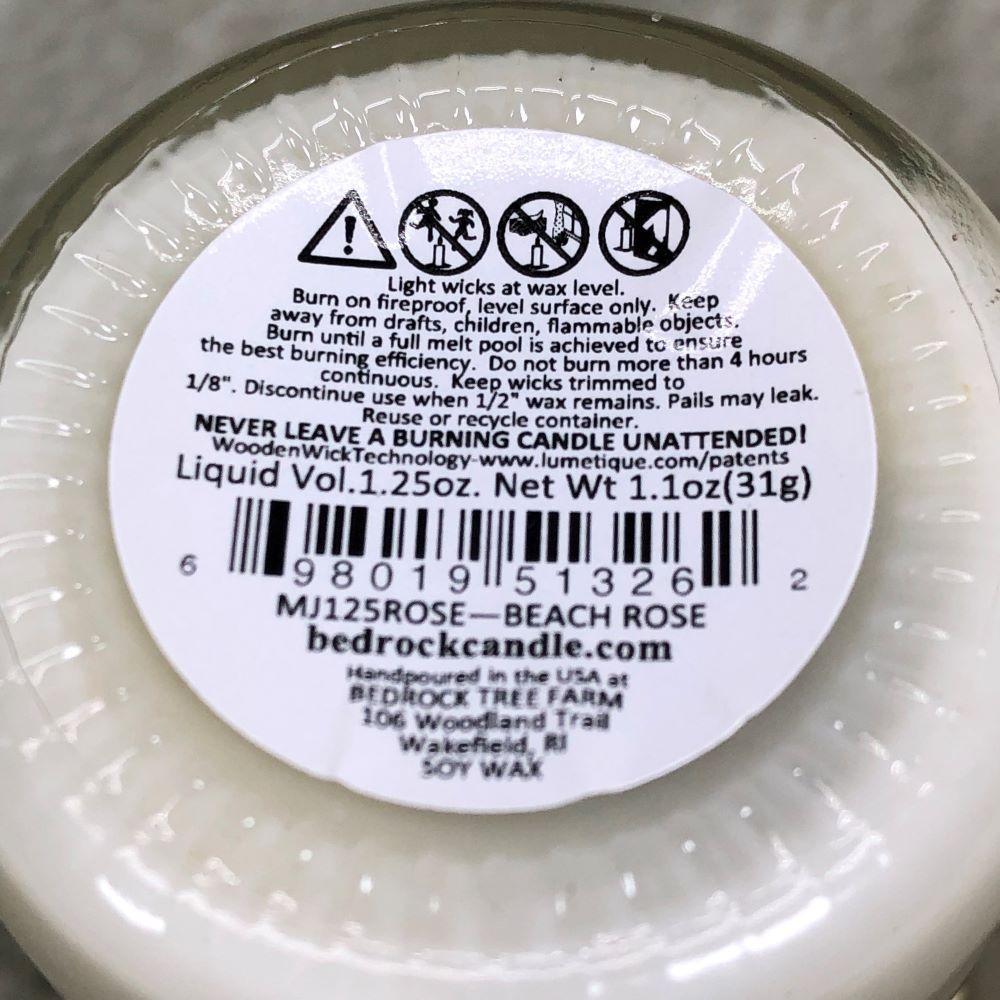 Light wicks at wax level.
Burn on fireproof, level surface only. Keep
away from drafts, children, flammable objects.
Burn until a full melt pool is achieved to ensure
the best burning efficiency. Do not burn more than 4 hours
continuous. Keep wicks trimmed to
1/8". Discontinue use when 1/2" wax remains. Pails may leak.
Reuse or recycle container.
NEVER LEAVE A BURNING CANDLE UNATTENDED!
WoodenWickTechnology-www.lumetique.com/patents
Liquid Vol.1.25oz. Net Wt 1.1oz(31g)
6 98019 51326 2
MJ125ROSE—BEACH ROSE
bedrockcandle.com
Handpoured in the USA at
BEDROCK TREE FARM
106 Woodland Trail
Wakefield, RI
SOY WAX